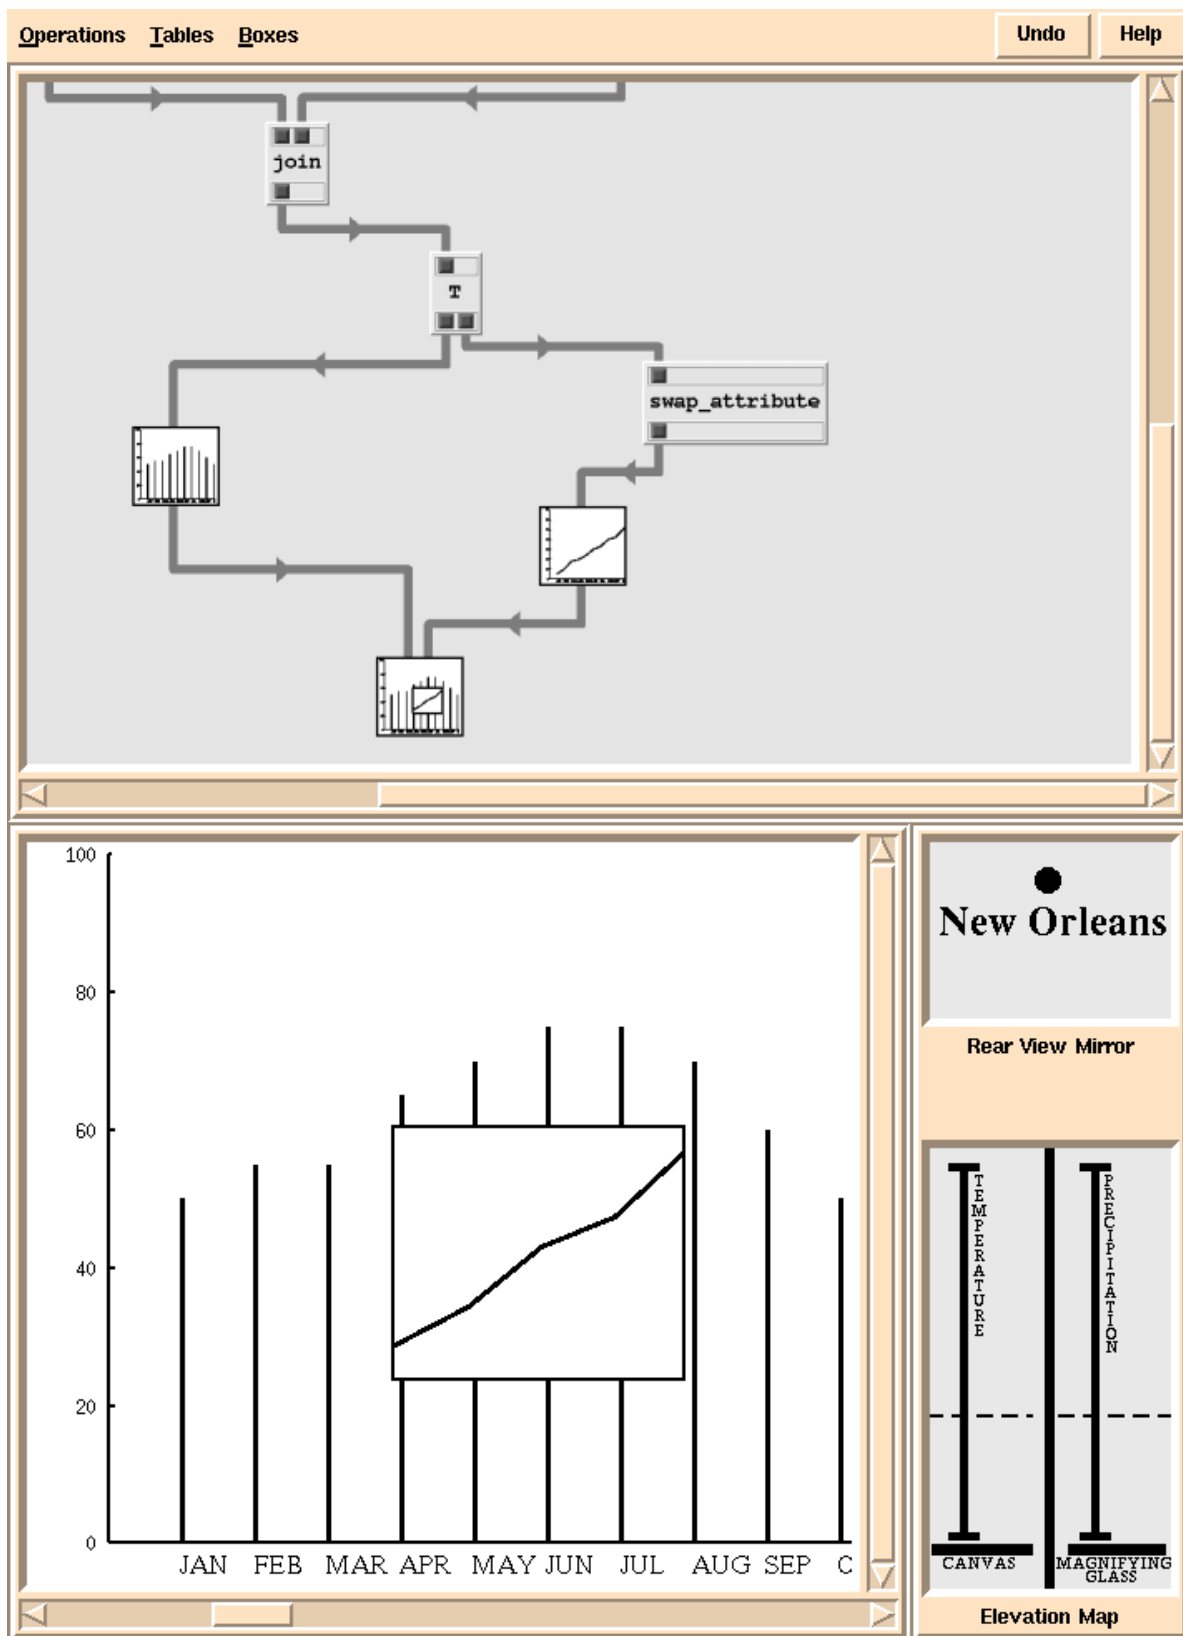 Operations Tables Boxes Undo Help
join
T
swap_attribute
100
80
60
40
20
0
JAN FEB MAR APR MAY JUN JUL AUG SEP
New Orleans
Rear View Mirror
TEMPERATURE
PRECIPITATION
CANVAS
MAGNIFYING
GLASS
Elevation Map